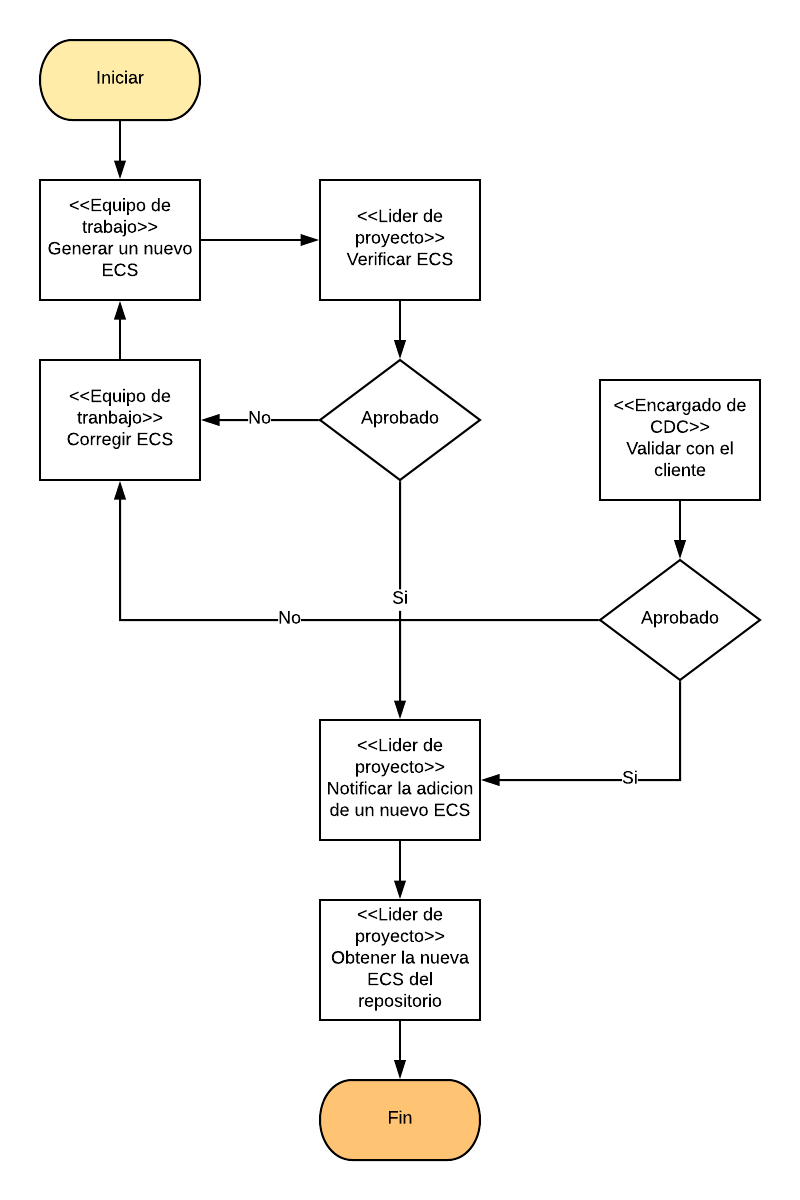 Iniciar
<<Equipo de
trabajo>>
Generar un nuevo
ECS
<<Lider de
proyecto>>
Verificar ECS
<<Equipo de
tranbajo>>
Corregir ECS
No
Aprobado
<<Encargado de
CDC>>
Validar con el
cliente
Si
No
Aprobado
<<Lider de
proyecto>>
Notificar la adicion
de un nuevo ECS
Si
<<Lider de
proyecto>>
Obtener la nueva
ECS del
repositorio
Fin